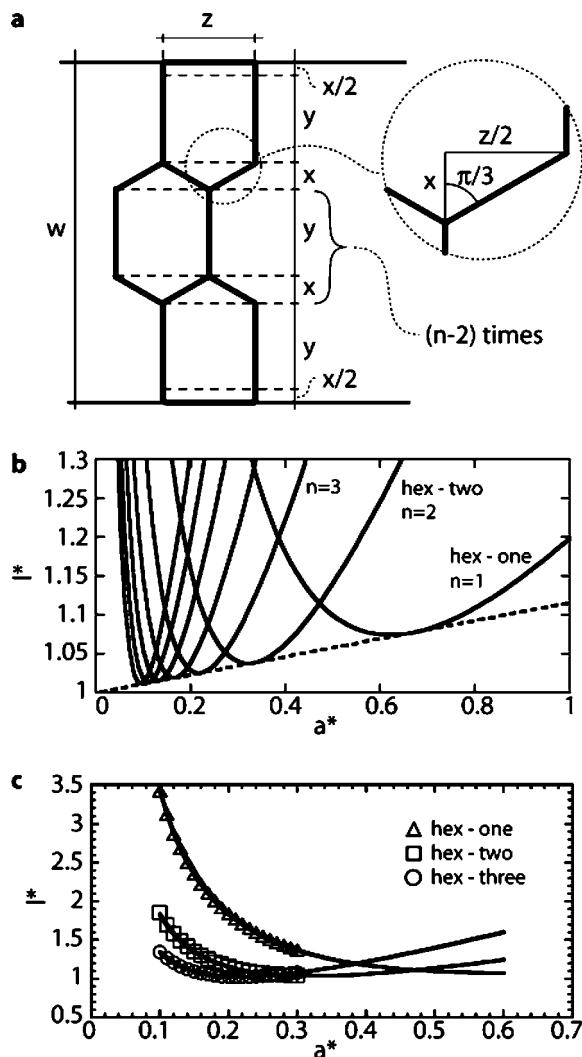 a
z
x/2
y
x
w
y
x
y
x/2
z/2
x
π/3
(n-2) times
b
1.3
1.25
1.2
1.15
1.1
1.05
1
l*
n=3
hex - two
n=2
hex - one
n=1
0
0.2
0.4
0.6
0.8
1
a*
c
3.5
3
2.5
2
1.5
1
0.5
l*
hex - one
hex - two
hex - three
0
0.1
0.2
0.3
0.4
0.5
0.6
0.7
a*